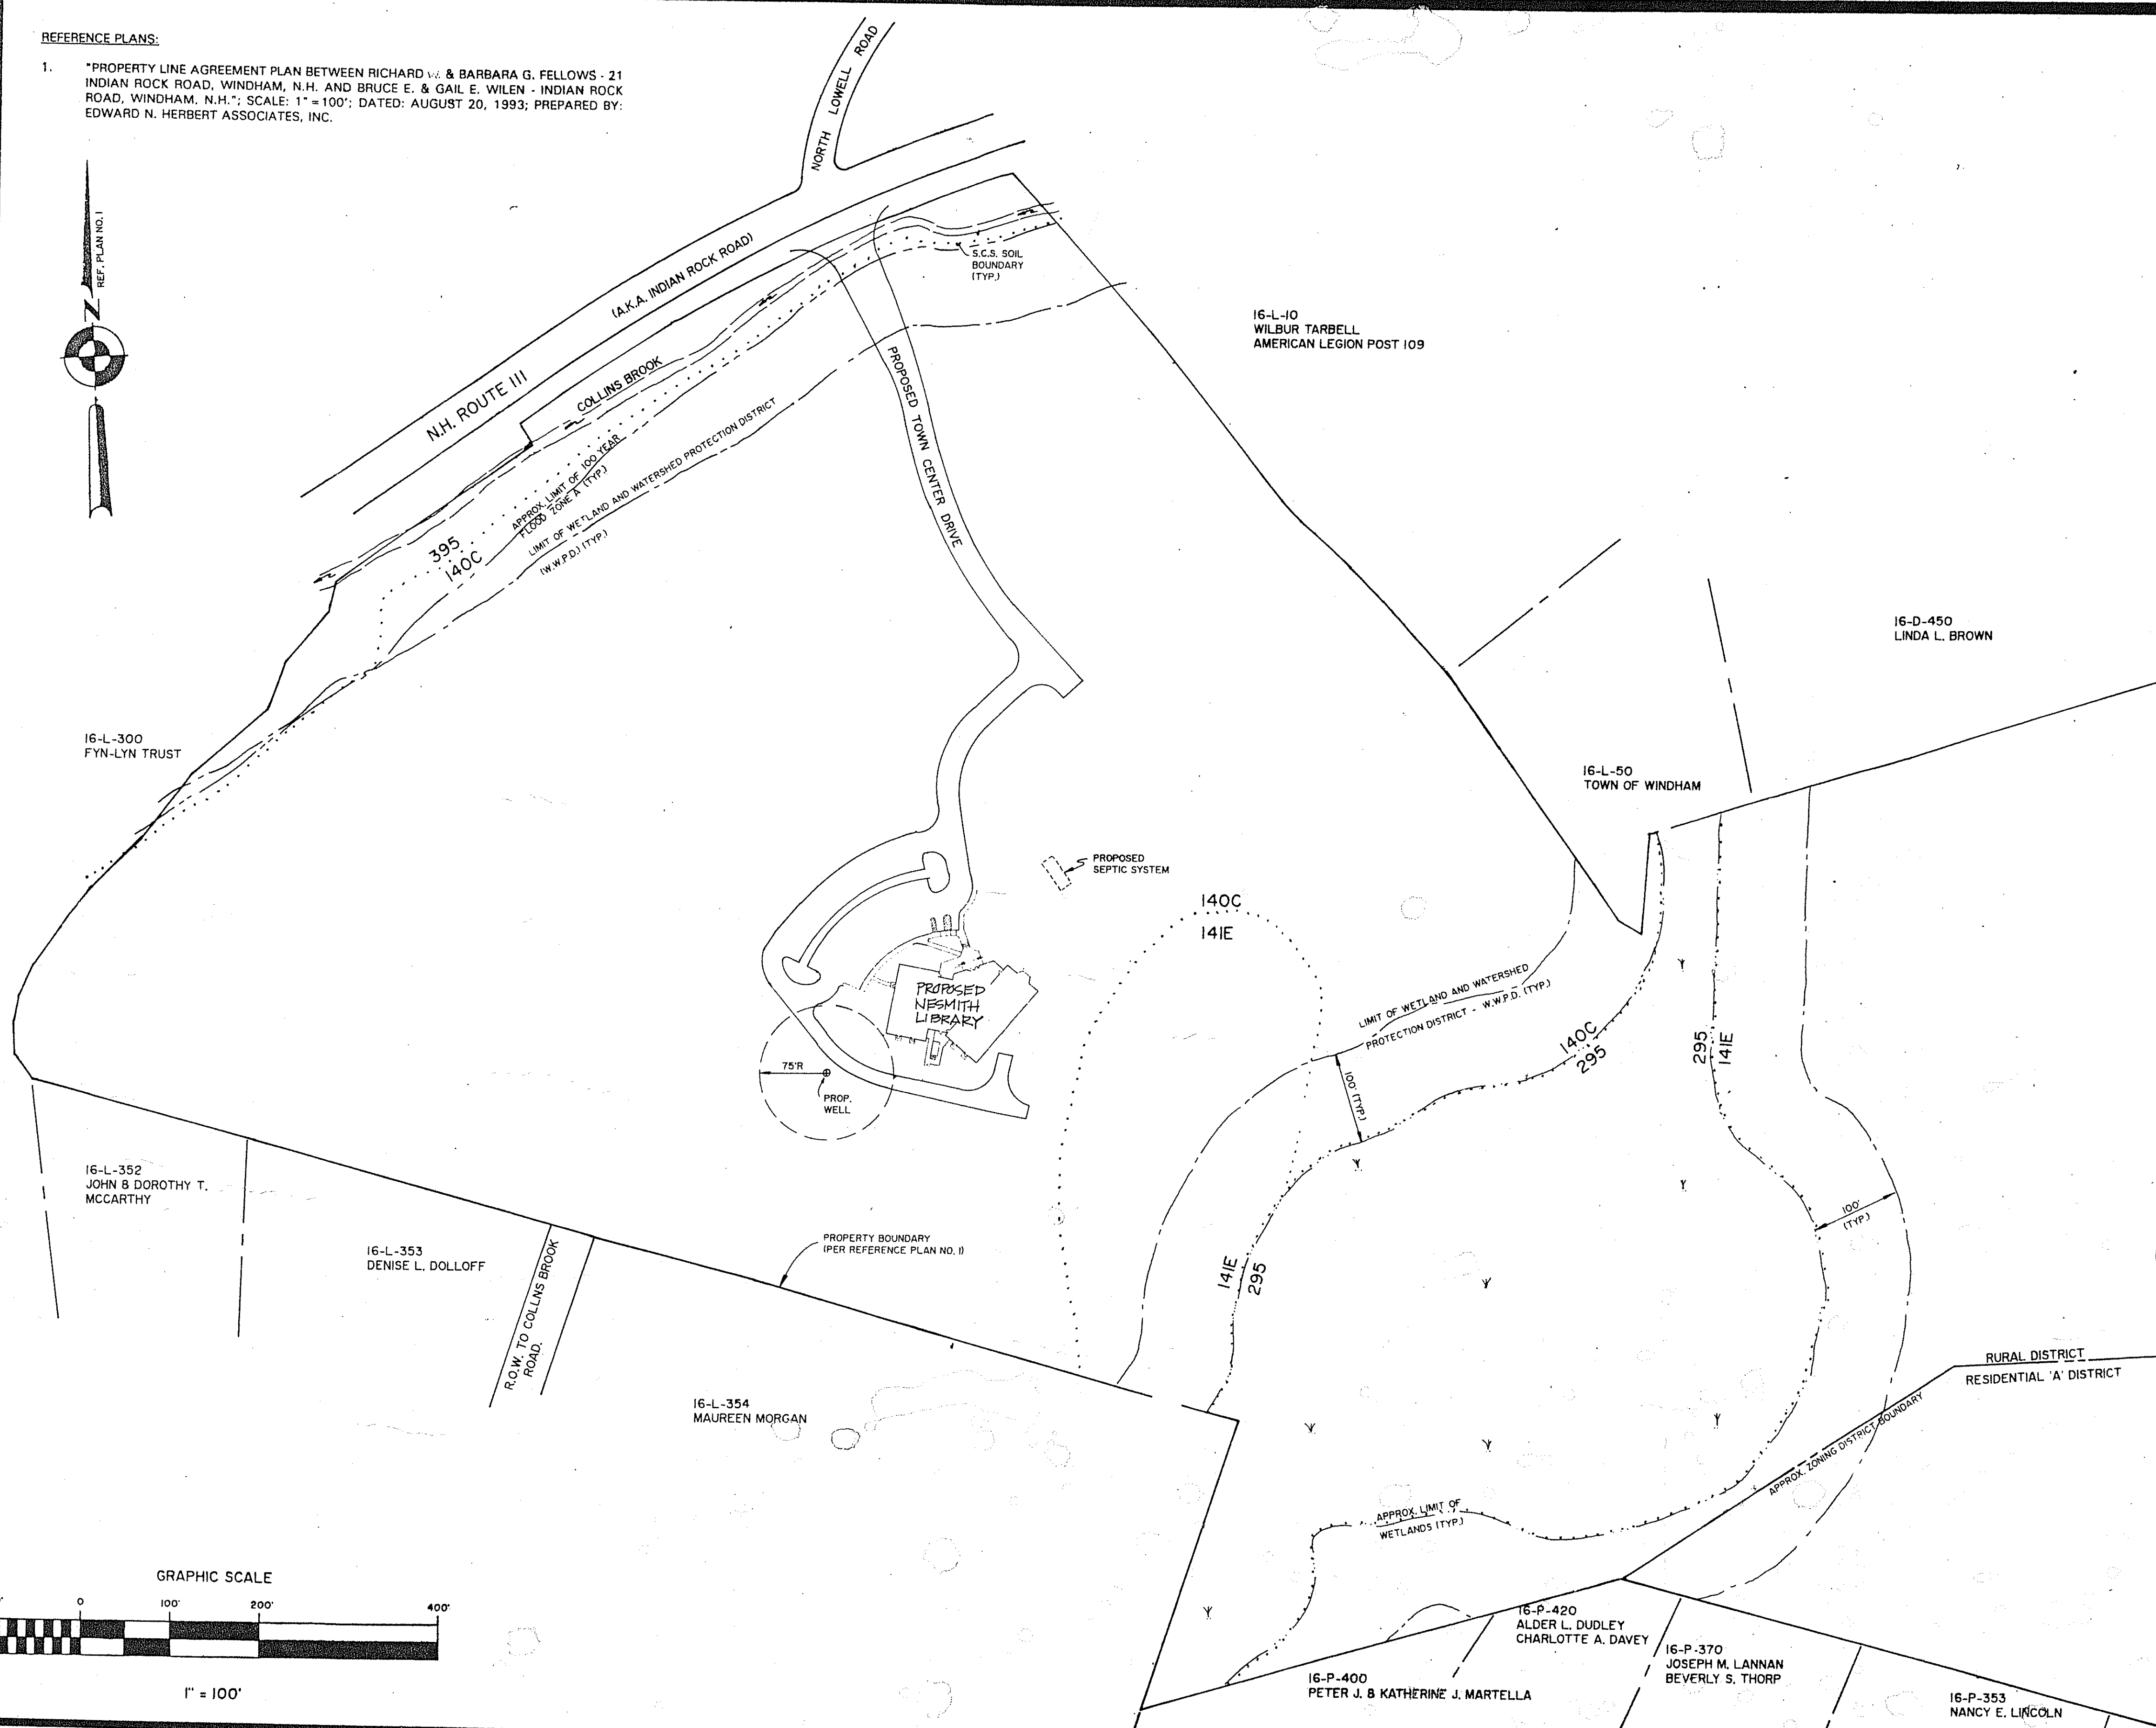 REFERENCE PLANS:
1. "PROPERTY LINE AGREEMENT PLAN BETWEEN RICHARD W. & BARBARA G. FELLOWS - 21
INDIAN ROCK ROAD, WINDHAM, N.H. AND BRUCE E. & GAIL E. WILEN - INDIAN ROCK
ROAD, WINDHAM, N.H."; SCALE: 1" = 100'; DATED: AUGUST 20, 1993; PREPARED BY:
EDWARD N. HERBERT ASSOCIATES, INC.
N
REF. PLAN NO. 1
NORTH LOWELL ROAD
N.H. ROUTE 111
(A.K.A. INDIAN ROCK ROAD)
COLLINS BROOK
S.C.S. SOIL
BOUNDARY
(TYP.)
APPROX. LIMIT OF 100 YEAR
FLOOD ZONE A (TYP.)
LIMIT OF WETLAND AND WATERSHED PROTECTION DISTRICT
(W.W.P.D.) (TYP.)
395
140C
PROPOSED TOWN CENTER DRIVE
16-L-10
WILBUR TARBELL
AMERICAN LEGION POST 109
16-D-450
LINDA L. BROWN
16-L-50
TOWN OF WINDHAM
16-L-300
FYN-LYN TRUST
PROPOSED
SEPTIC SYSTEM
140C
141E
PROPOSED
NESMITH
LIBRARY
75'R
PROP.
WELL
LIMIT OF WETLAND AND WATERSHED
PROTECTION DISTRICT - W.W.P.D. (TYP.)
100' (TYP.)
140C
295
295
141E
100'
(TYP.)
141E
295
16-L-352
JOHN & DOROTHY T.
MCCARTHY
16-L-353
DENISE L. DOLLOFF
R.O.W. TO COLLNS BROOK
ROAD.
PROPERTY BOUNDARY
(PER REFERENCE PLAN NO. 1)
16-L-354
MAUREEN MORGAN
RURAL DISTRICT
RESIDENTIAL 'A' DISTRICT
APPROX. ZONING DISTRICT BOUNDARY
APPROX. LIMIT OF
WETLANDS (TYP.)
16-P-420
ALDER L. DUDLEY
CHARLOTTE A. DAVEY
16-P-370
JOSEPH M. LANNAN
BEVERLY S. THORP
16-P-400
PETER J. & KATHERINE J. MARTELLA
16-P-353
NANCY E. LINCOLN
GRAPHIC SCALE
0 100' 200' 400'
1" = 100'